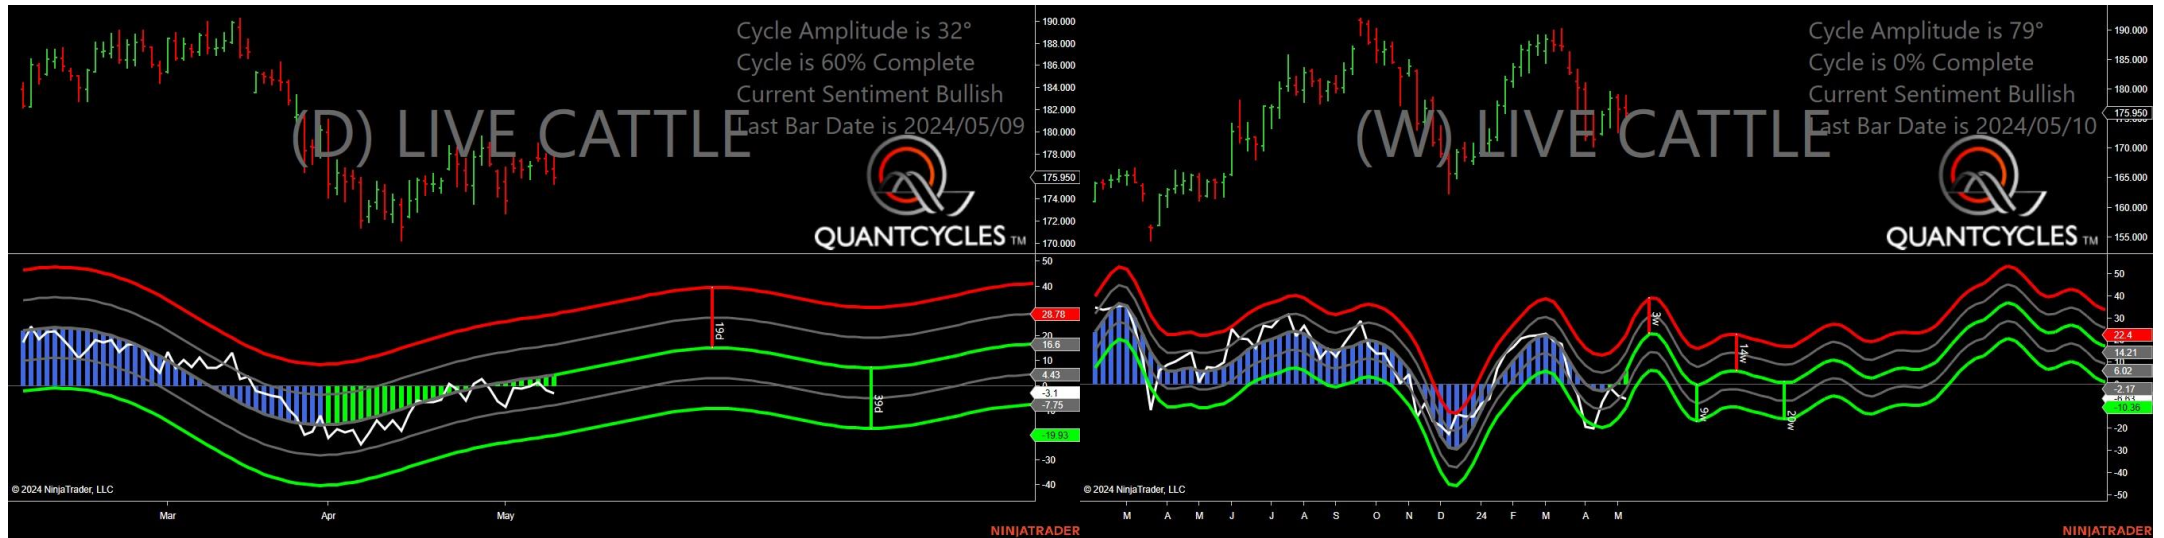 Cycle Amplitude is 32°
Cycle is 60% Complete
Current Sentiment Bullish
Last Bar Date is 2024/05/09
(D) LIVE CATTLE
QUANTCYCLES TM
190.000
188.000
186.000
184.000
182.000
180.000
178.000
175.950
174.000
172.000
170.000
50
40
28.78
20
16.6
10
4.43
0
-3.1
-7.75
-19.93
-30
-40
19d
39d
© 2024 NinjaTrader, LLC
Mar
Apr
May
NINJATRADER
Cycle Amplitude is 79°
Cycle is 0% Complete
Current Sentiment Bullish
Last Bar Date is 2024/05/10
(W) LIVE CATTLE
QUANTCYCLES TM
190.000
185.000
180.000
175.950
170.000
165.000
160.000
155.000
50
40
30
22.4
14.21
6.02
-2.17
-10.36
-20
-30
-40
-50
3w
14w
9w
© 2024 NinjaTrader, LLC
M A M J J A S O N D 24 F M A M
NINJATRADER